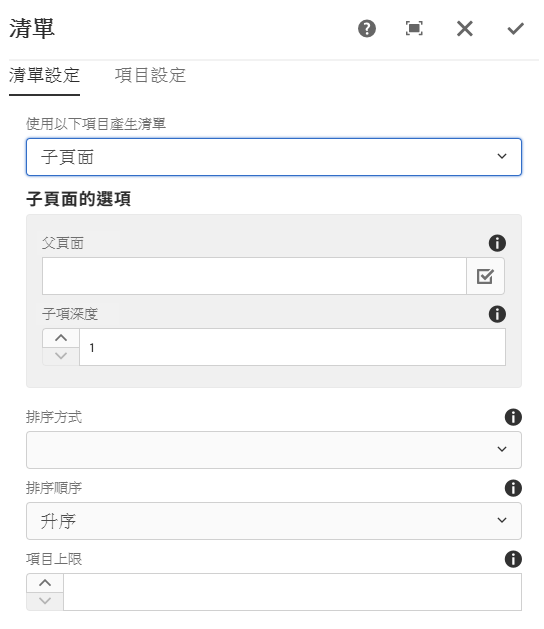 清單
清單設定 項目設定
使用以下項目產生清單
子頁面
子頁面的選項
父頁面
子項深度
1
排序方式
排序順序
升序
項目上限